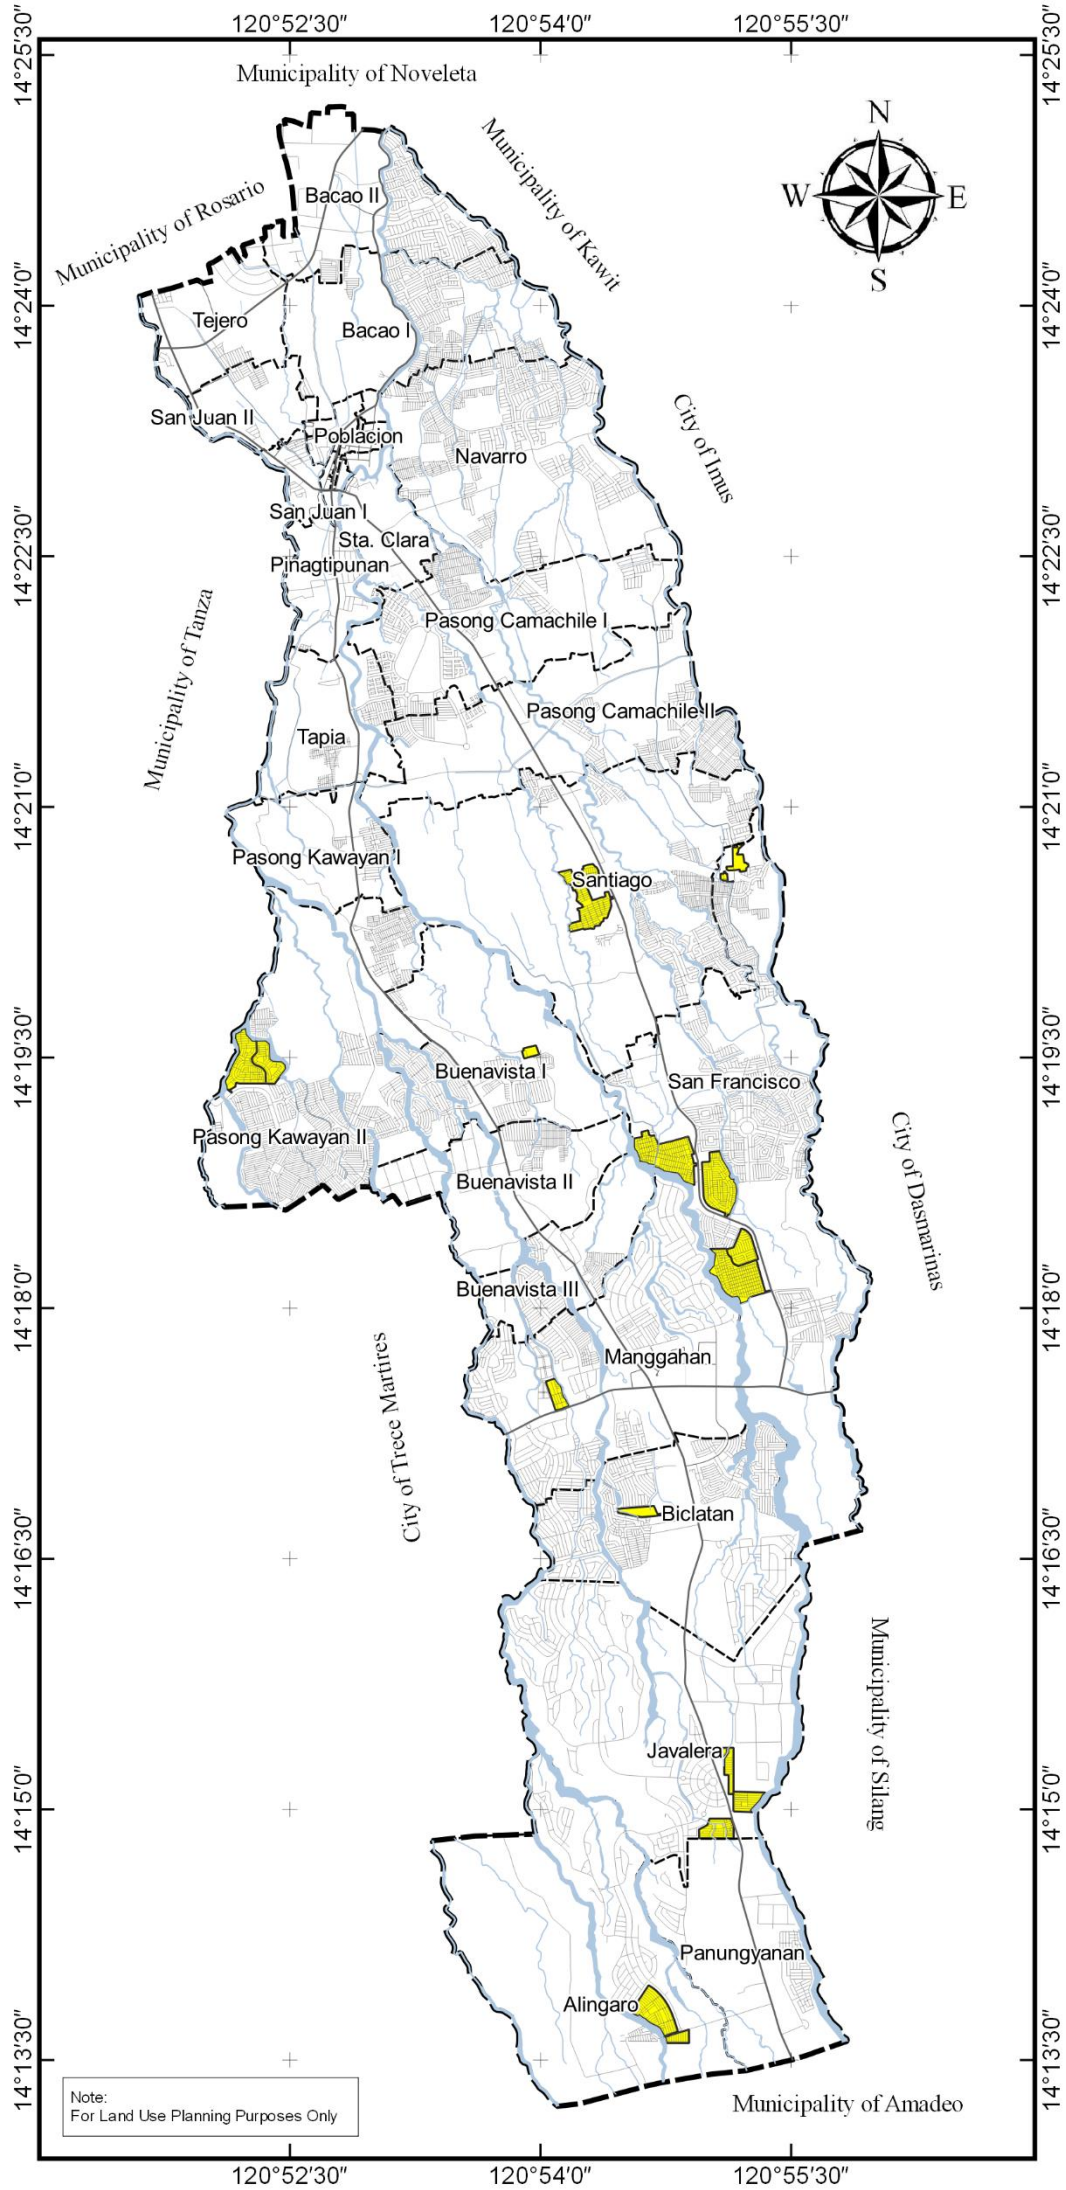 120°52'30"
120°54'0"
120°55'30"
14°25'30"
14°25'30"
Municipality of Noveleta
N
Municipality of Kawit
Bacao II
W
E
Municipality of Rosario
S
14°24'0"
14°24'0"
Tejero
Bacao I
San Juan II
City of Imus
Poblacion
Navarro
San Juan I
Sta. Clara
14°22'30"
14°22'30"
Pinagtipunan
Pasong Camachile I
Municipality of Tanza
Pasong Camachile II
Tapia
14°21'0"
14°21'0"
Pasong Kawayan I
Santiago
14°19'30"
14°19'30"
Buenavista I
San Francisco
Pasong Kawayan II
Buenavista II
City of Dasmarinas
Buenavista III
14°18'0"
14°18'0"
Manggahan
City of Trece Martires
Biclatan
14°16'30"
14°16'30"
Municipality of Silang
Javalera
14°15'0"
14°15'0"
Panungyanan
Alingaro
14°13'30"
14°13'30"
Note:
For Land Use Planning Purposes Only
Municipality of Amadeo
120°52'30"
120°54'0"
120°55'30"